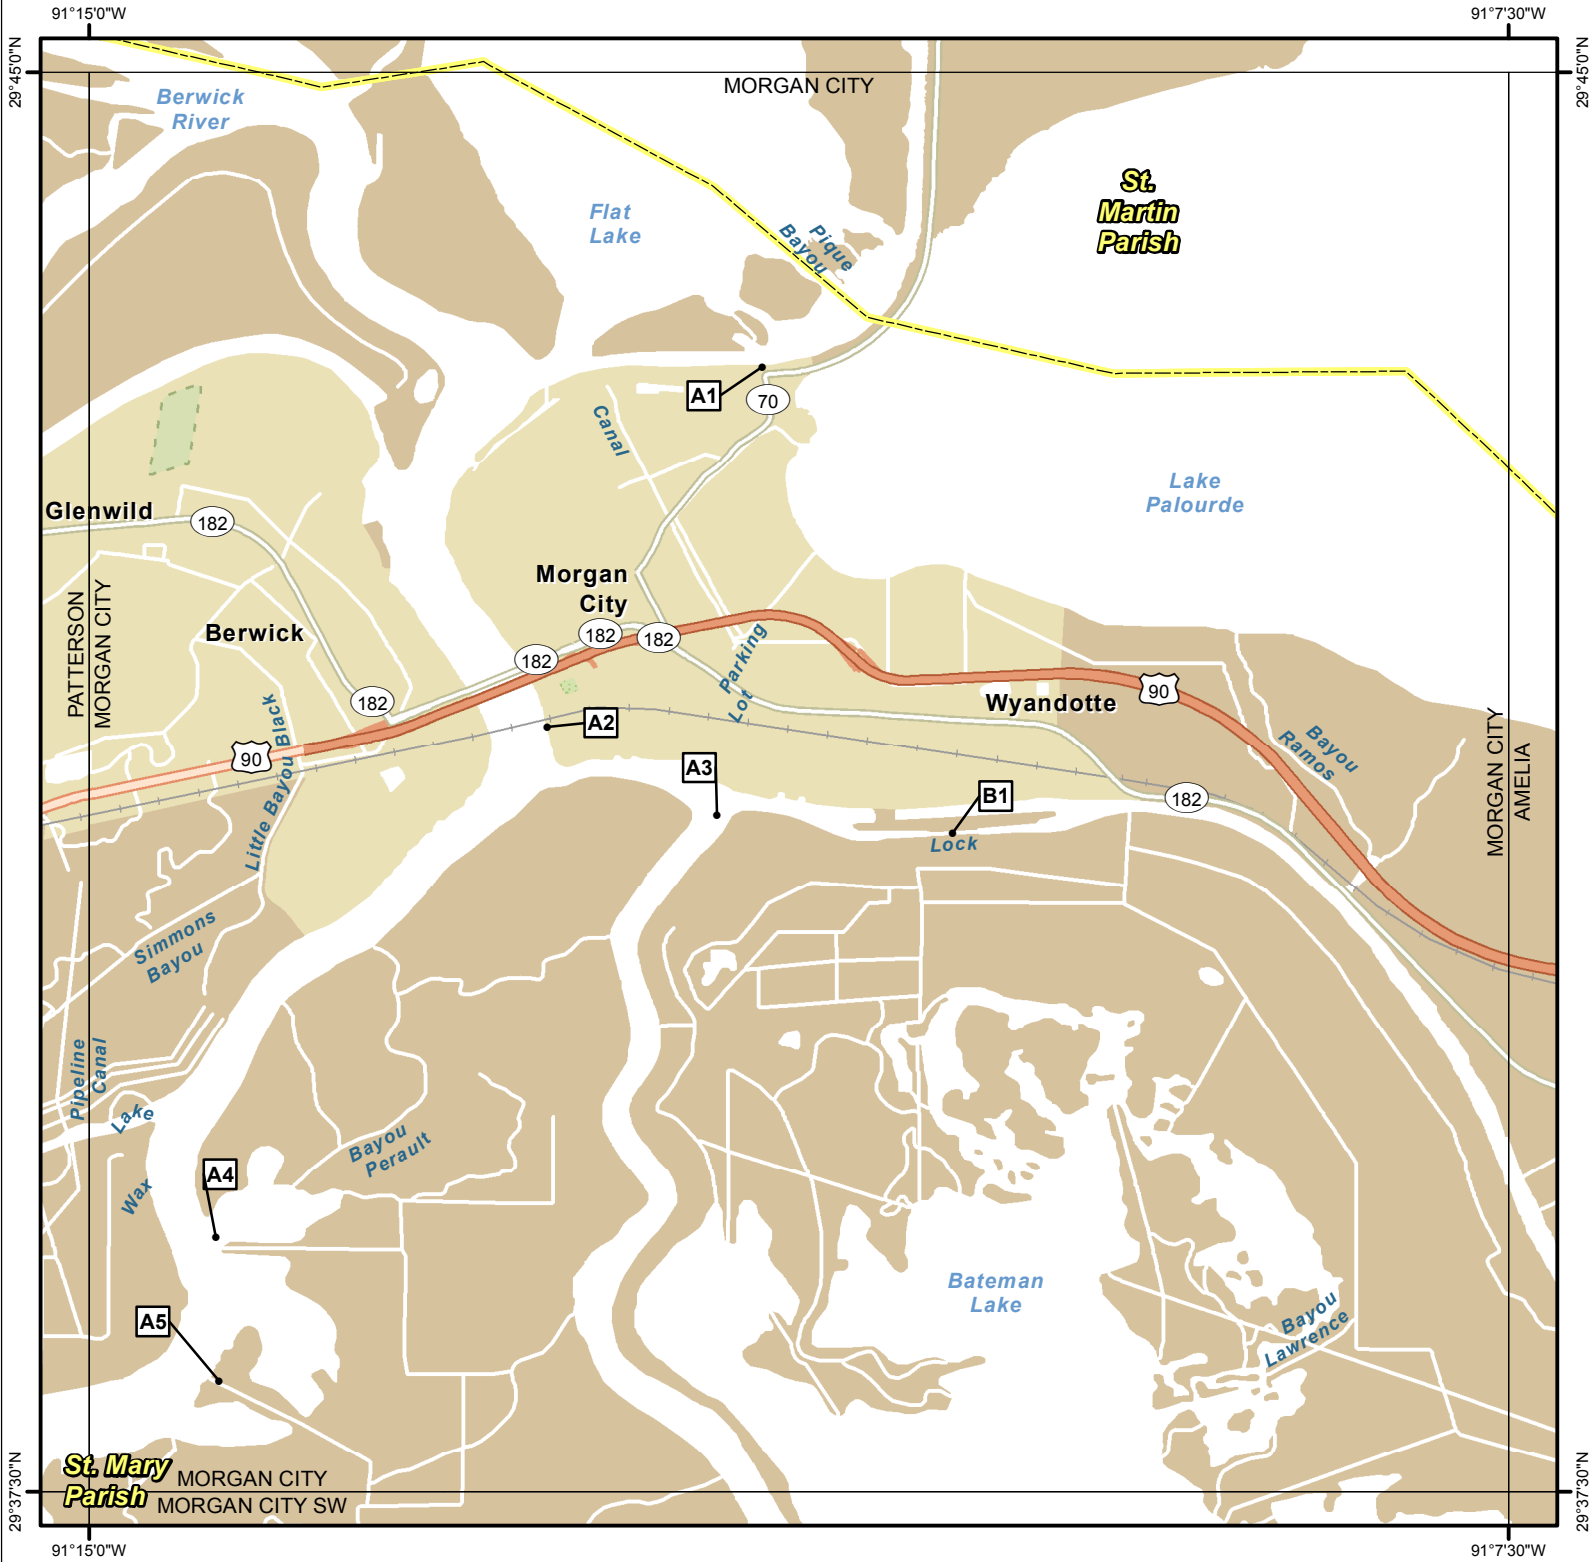 91°15'0"W
91°7'30"W
29°45'0"N
29°45'0"N
MORGAN CITY
Berwick
River
St.
Martin
Parish
Flat
Lake
Pique
Bayou
A1
70
Canal
Lake
Palourde
Glenwild
182
Morgan
City
PATTERSON
MORGAN CITY
Berwick
182
182
182
Parking
Lot
182
A2
90
Wyandotte
90
Little Bayou Black
Bayou
Ramos
MORGAN CITY
AMELIA
A3
B1
182
Lock
Simmons
Bayou
Pipeline
Canal
Lake
Wax
Bayou
Perault
A4
Bateman
Lake
A5
Bayou
Lawrence
St. Mary
Parish
MORGAN CITY
MORGAN CITY SW
29°37'30"N
29°37'30"N
91°15'0"W
91°7'30"W